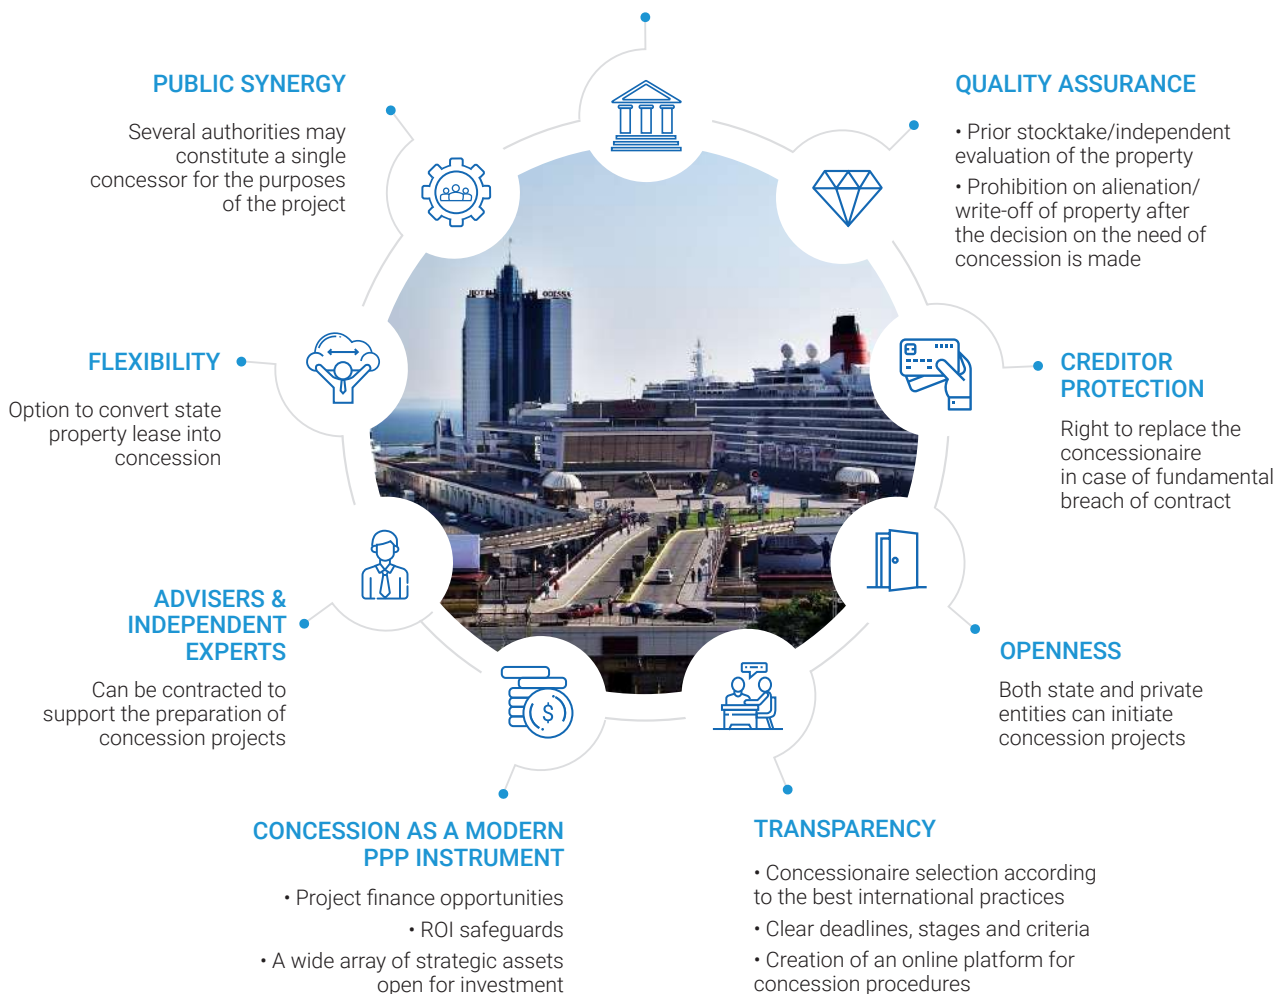 PUBLIC SYNERGY
Several authorities may
constitute a single
concessor for the purposes
of the project
QUALITY ASSURANCE
• Prior stocktake/independent
evaluation of the property
• Prohibition on alienation/
write-off of property after
the decision on the need of
concession is made
FLEXIBILITY
Option to convert state
property lease into
concession
HOTEL ODESSA
CREDITOR
PROTECTION
Right to replace the
concessionaire
in case of fundamental
breach of contract
ADVISERS &
INDEPENDENT
EXPERTS
Can be contracted to
support the preparation of
concession projects
$
OPENNESS
Both state and private
entities can initiate
concession projects
CONCESSION AS A MODERN
PPP INSTRUMENT
• Project finance opportunities
• ROI safeguards
• A wide array of strategic assets
open for investment
TRANSPARENCY
• Concessionaire selection according
to the best international practices
• Clear deadlines, stages and criteria
• Creation of an online platform for
concession procedures